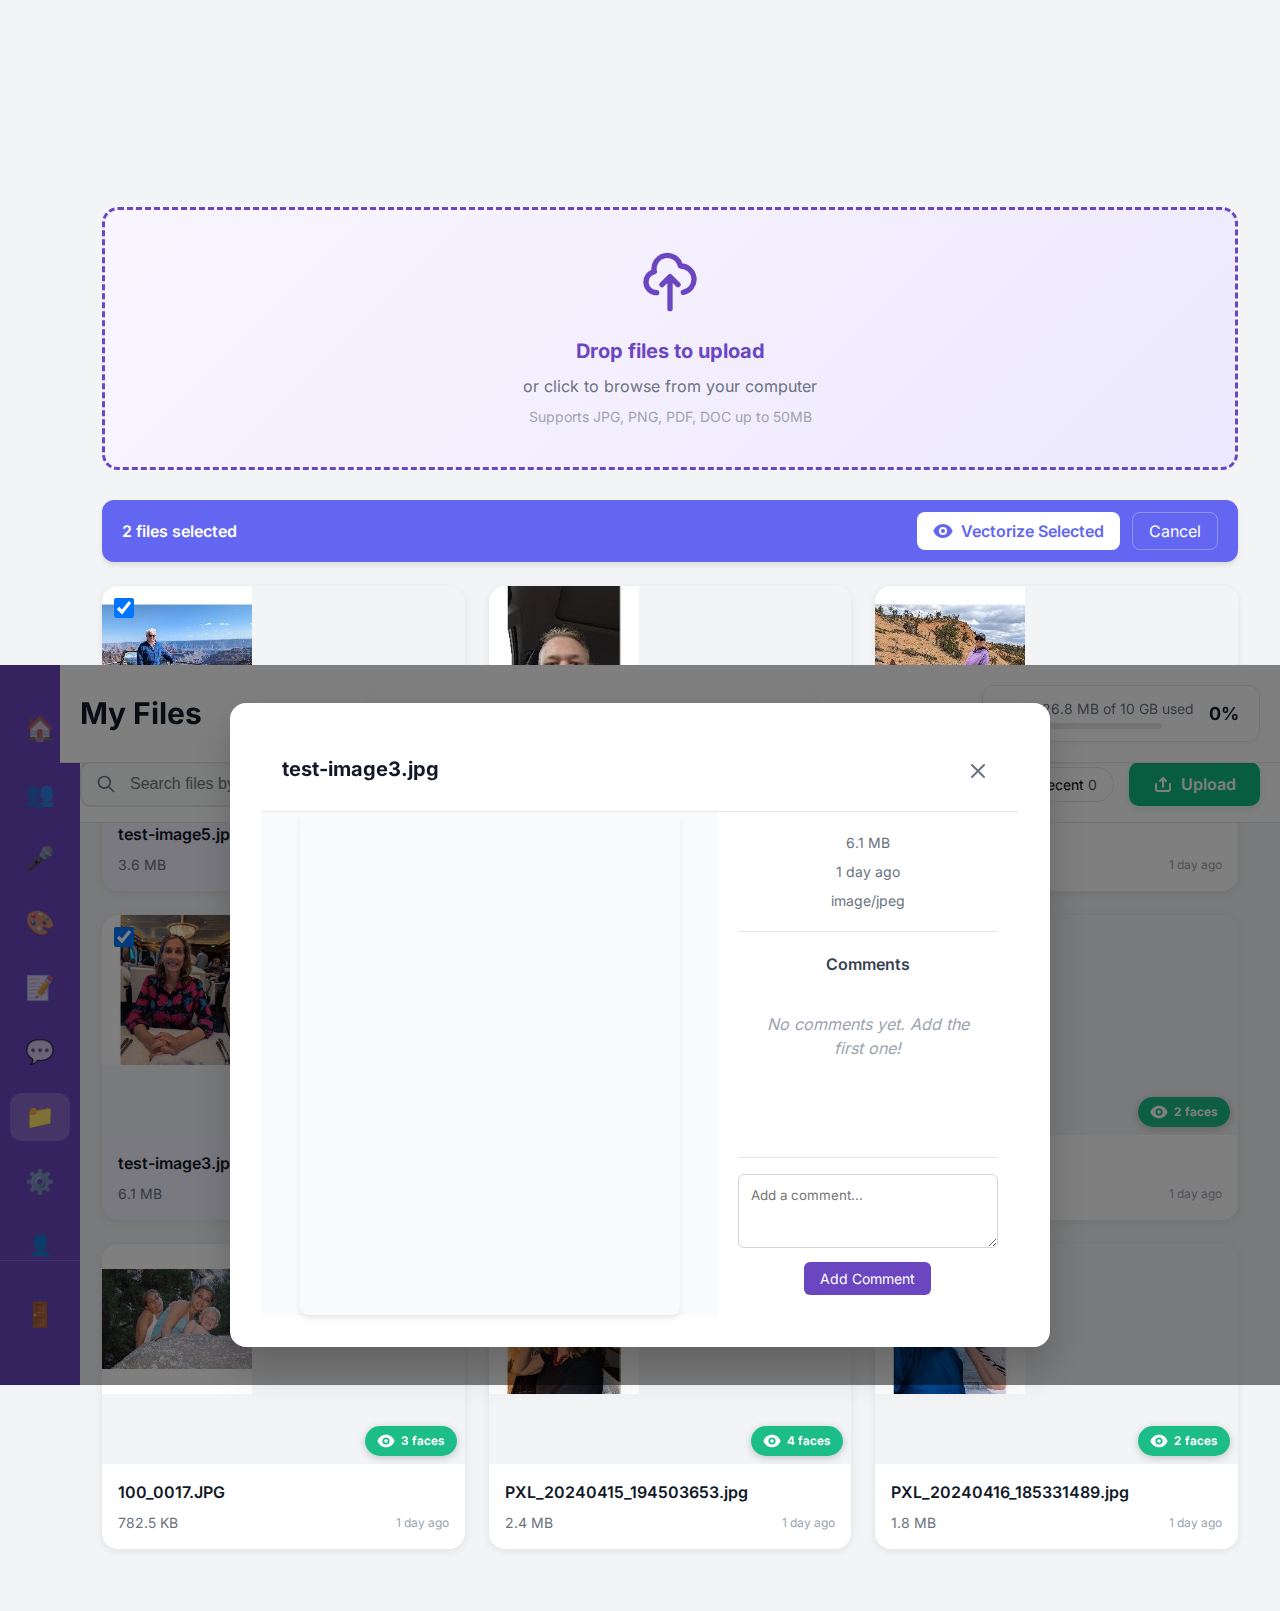 Drop files to upload
or click to browse from your computer
Supports JPG, PNG, PDF, DOC up to 50MB
2 files selected
Vectorize Selected
Cancel
My Files
26.8 MB of 10 GB used
0%
Search files by
0
Upload
test-image5.jp
3.6 MB
1 day ago
test-image3.jpg
6.1 MB
1 day ago
image/jpeg
Comments
No comments yet. Add the
first one!
Add a comment...
Add Comment
2 faces
test-image3.jp
6.1 MB
1 day ago
3 faces
4 faces
2 faces
100_0017.JPG
782.5 KB
1 day ago
PXL_20240415_194503653.jpg
2.4 MB
1 day ago
PXL_20240416_185331489.jpg
1.8 MB
1 day ago